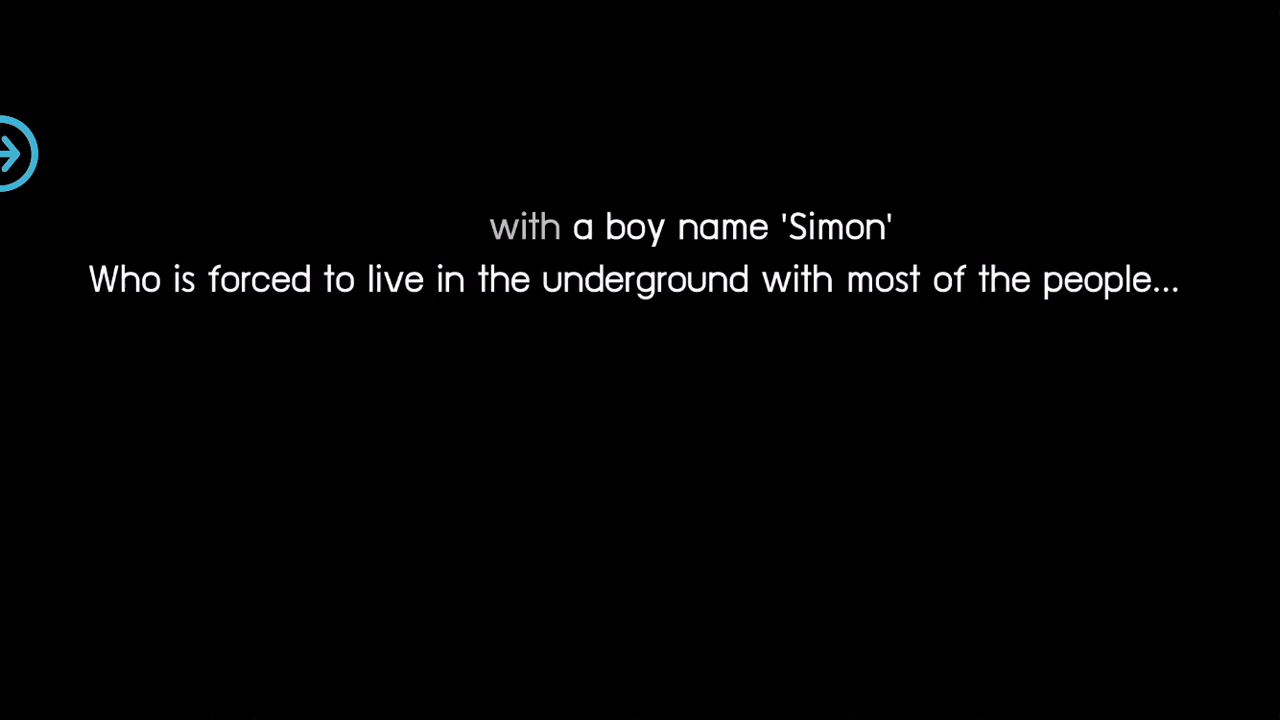 with a boy name 'Simon'
Who is forced to live in the underground with most of the people...